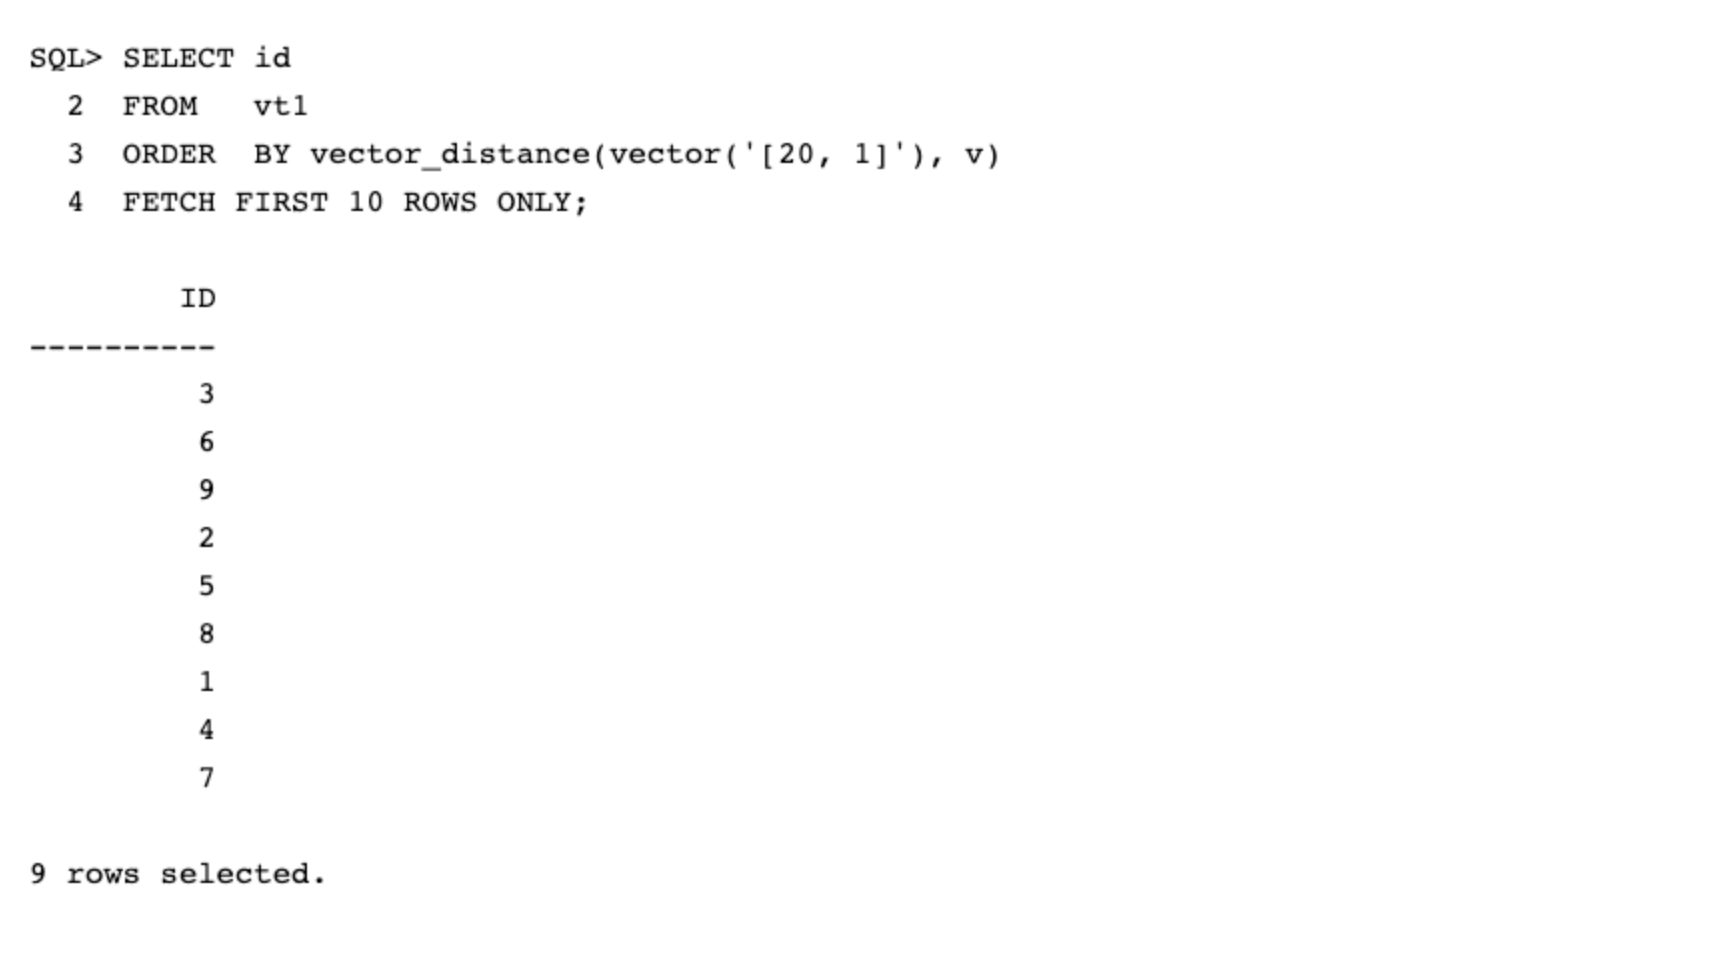 SQL> SELECT id
  2  FROM   vt1
  3  ORDER  BY vector_distance(vector('[20, 1]'), v)
  4  FETCH FIRST 10 ROWS ONLY;
        ID
----------
         3
         6
         9
         2
         5
         8
         1
         4
         7
9 rows selected.